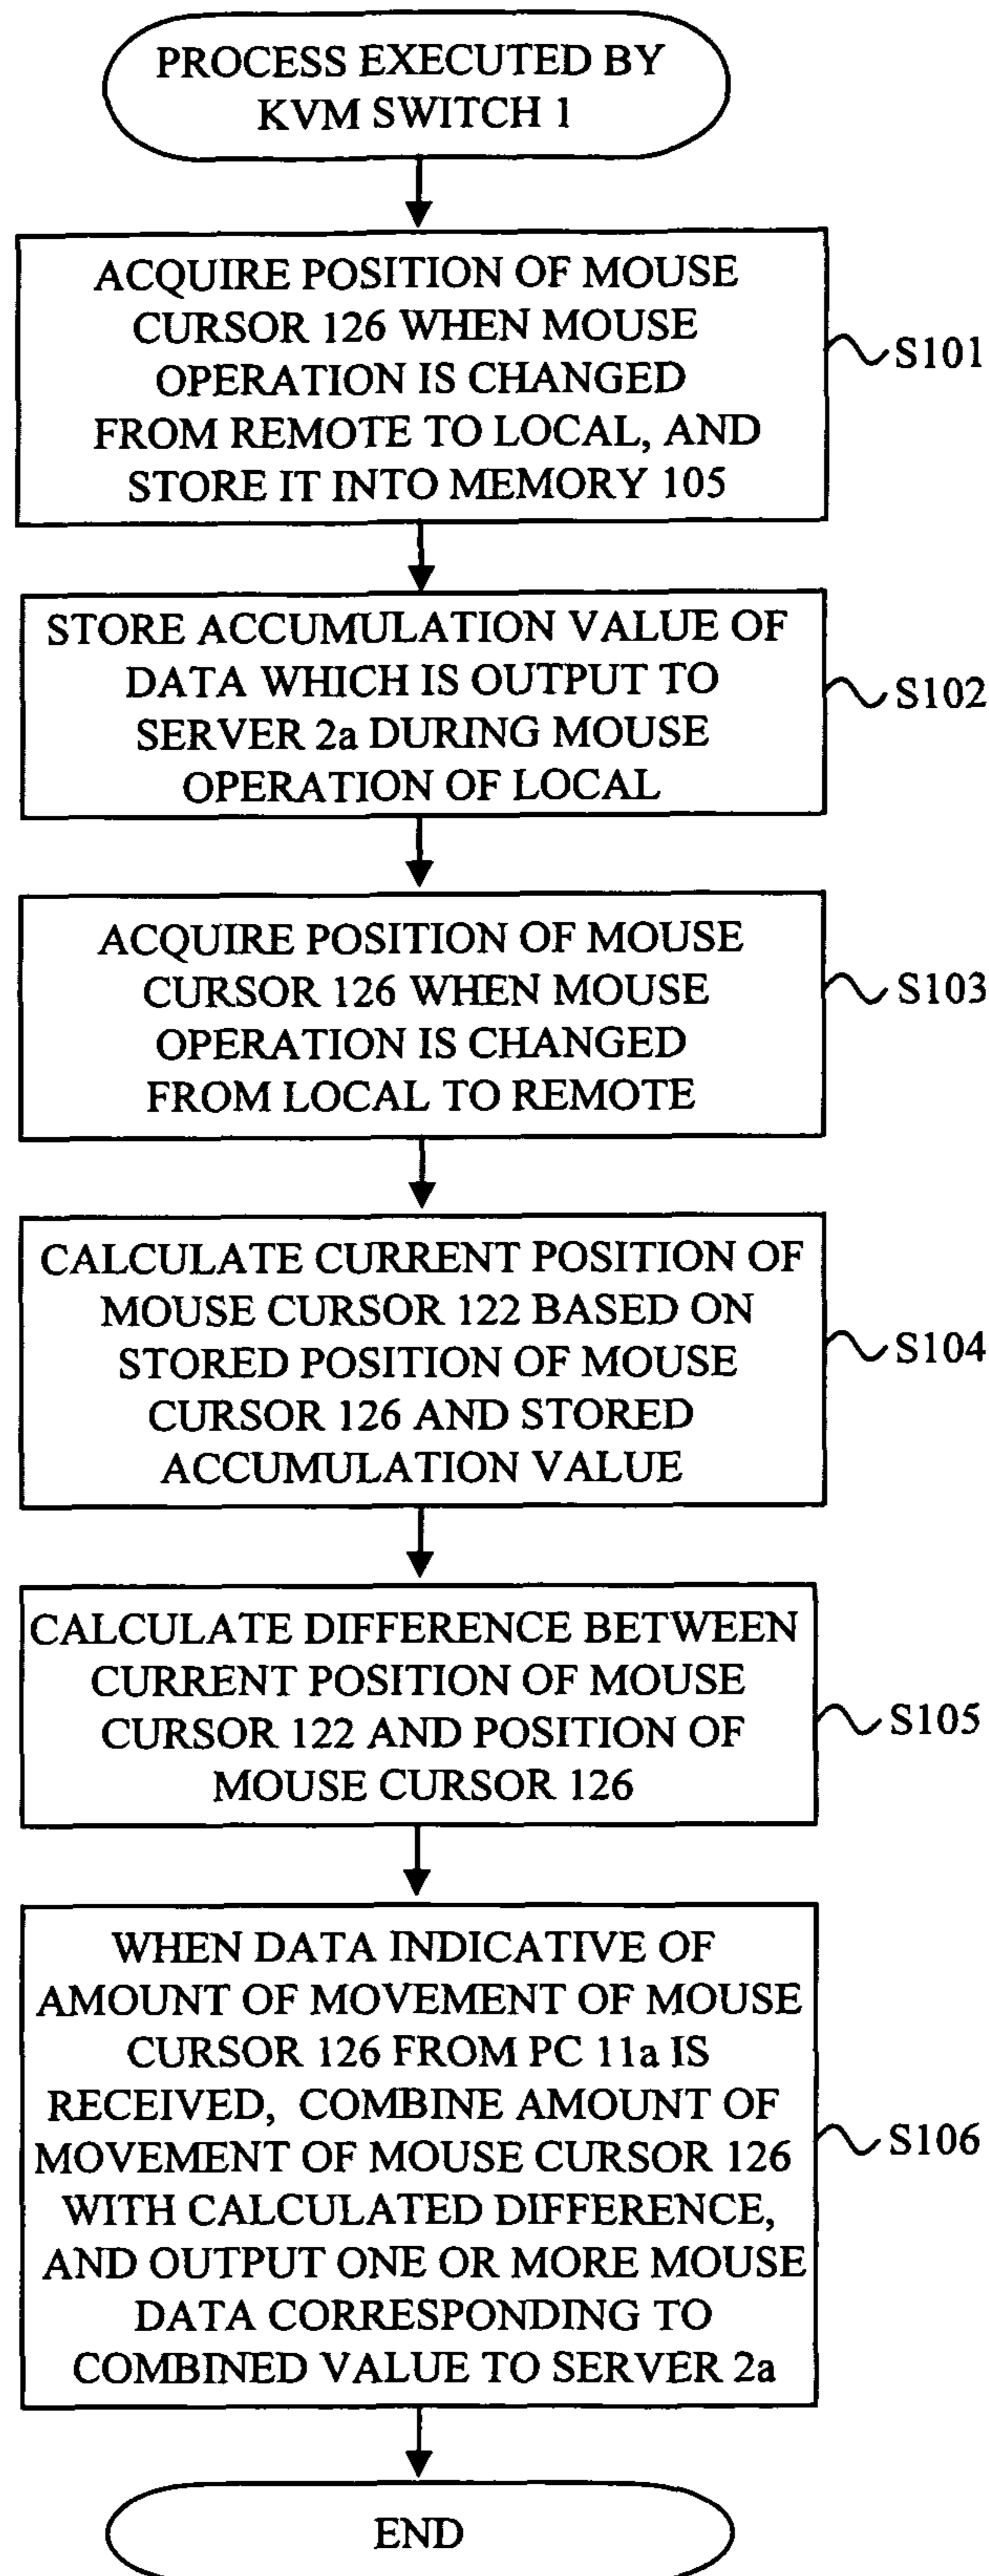 PROCESS EXECUTED BY
KVM SWITCH 1
ACQUIRE POSITION OF MOUSE
CURSOR 126 WHEN MOUSE
OPERATION IS CHANGED
FROM REMOTE TO LOCAL, AND
STORE IT INTO MEMORY 105
S101
STORE ACCUMULATION VALUE OF
DATA WHICH IS OUTPUT TO
SERVER 2a DURING MOUSE
OPERATION OF LOCAL
S102
ACQUIRE POSITION OF MOUSE
CURSOR 126 WHEN MOUSE
OPERATION IS CHANGED
FROM LOCAL TO REMOTE
S103
CALCULATE CURRENT POSITION OF
MOUSE CURSOR 122 BASED ON
STORED POSITION OF MOUSE
CURSOR 126 AND STORED
ACCUMULATION VALUE
S104
CALCULATE DIFFERENCE BETWEEN
CURRENT POSITION OF MOUSE
CURSOR 122 AND POSITION OF
MOUSE CURSOR 126
S105
WHEN DATA INDICATIVE OF
AMOUNT OF MOVEMENT OF MOUSE
CURSOR 126 FROM PC 11a IS
RECEIVED, COMBINE AMOUNT OF
MOVEMENT OF MOUSE CURSOR 126
WITH CALCULATED DIFFERENCE,
AND OUTPUT ONE OR MORE MOUSE
DATA CORRESPONDING TO
COMBINED VALUE TO SERVER 2a
S106
END